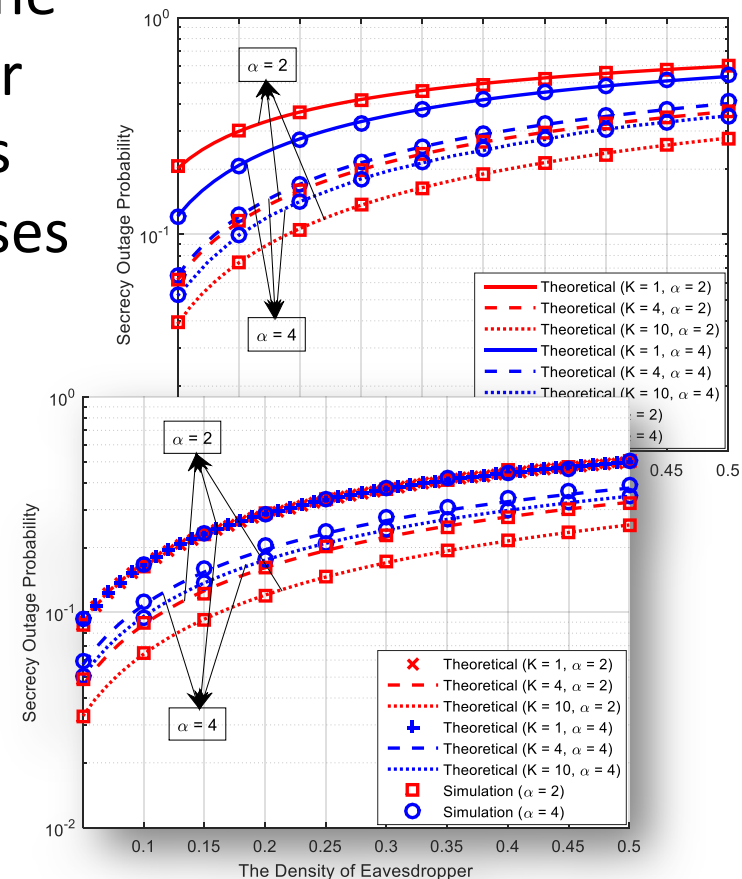 r
s
ses
10^0
10^-1
Secrecy Outage Probability
α = 2
α = 4
Theoretical (K = 1, α = 2)
Theoretical (K = 4, α = 2)
Theoretical (K = 10, α = 2)
Theoretical (K = 1, α = 4)
Theoretical (K = 4, α = 4)
Theoretical (K = 10, α = 4)
= 2)
= 4)
0.45 0.5
10^0
10^-1
10^-2
Secrecy Outage Probability
α = 2
α = 4
Theoretical (K = 1, α = 2)
Theoretical (K = 4, α = 2)
Theoretical (K = 10, α = 2)
Theoretical (K = 1, α = 4)
Theoretical (K = 4, α = 4)
Theoretical (K = 10, α = 4)
Simulation (α = 2)
Simulation (α = 4)
0.1 0.15 0.2 0.25 0.3 0.35 0.4 0.45 0.5
The Density of Eavesdropper